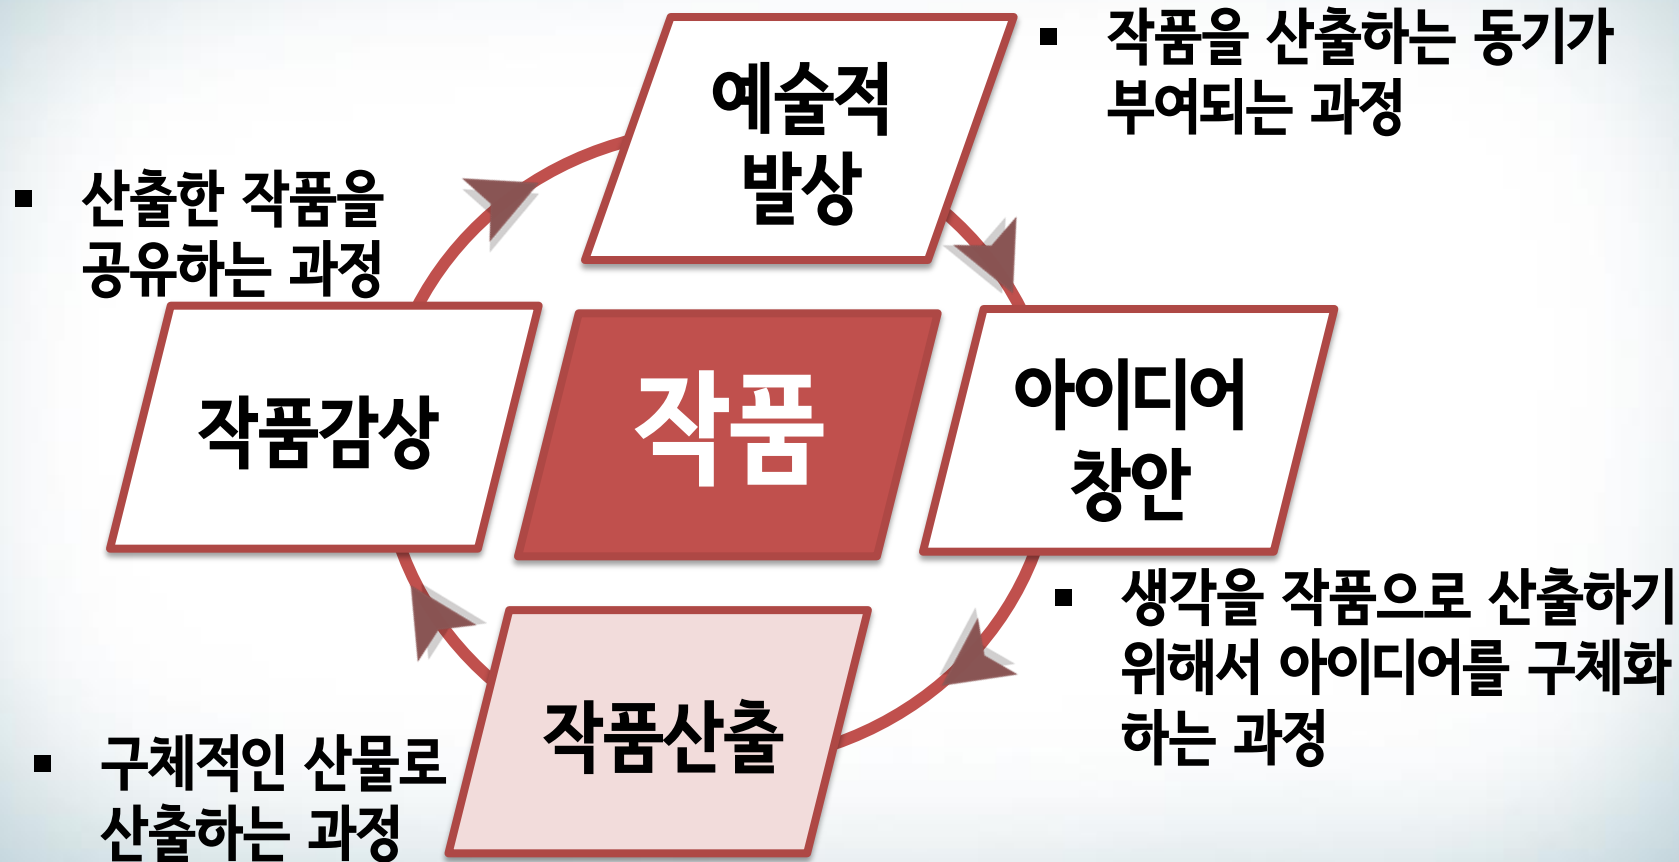 예술적
발상
▪ 작품을 산출하는 동기가
부여되는 과정
▪ 산출한 작품을
공유하는 과정
작품감상
작품
아이디어
창안
▪ 생각을 작품으로 산출하기
위해서 아이디어를 구체화
하는 과정
작품산출
▪ 구체적인 산물로
산출하는 과정